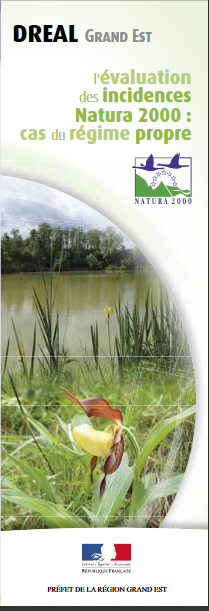 DREAL GRAND EST
l'évaluation
des incidences
Natura 2000 :
cas du régime propre
NATURA 2000
Liberté • Égalité • Fraternité
RÉPUBLIQUE FRANÇAISE
PRÉFET DE LA RÉGION GRAND EST